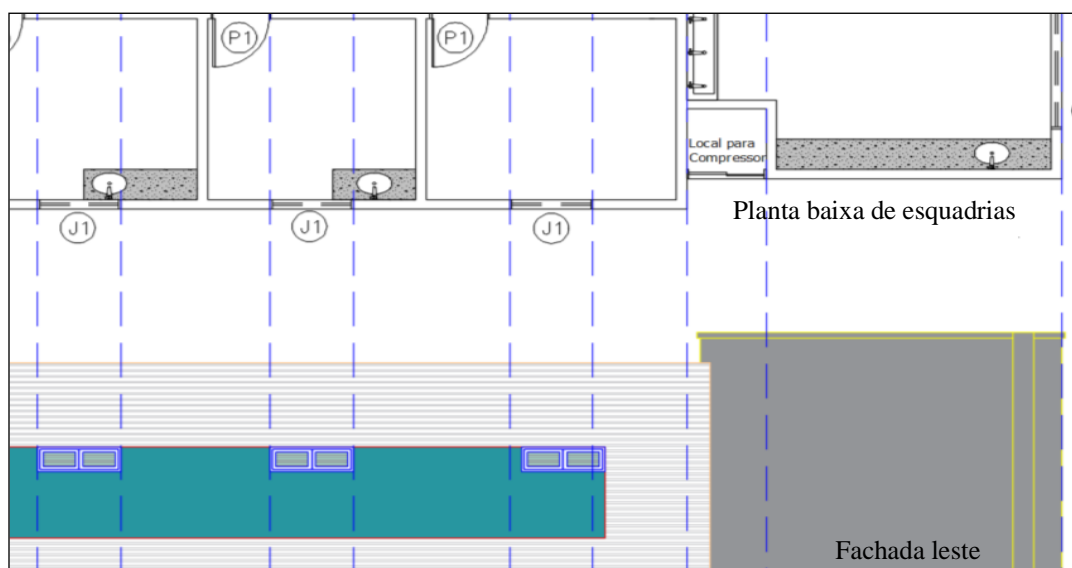 P1
P1
Local para
Compressor
Planta baixa de esquadrias
J1
J1
J1
Fachada leste